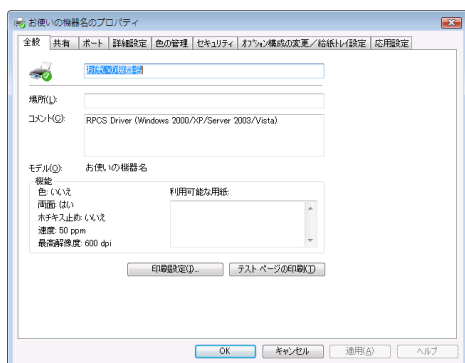 お使いの機器名のプロパティ
全般 共有 ポート 詳細設定 色の管理 セキュリティ オプション構成の変更／給紙トレイ設定 応用設定
お使いの機器名
場所(L):
コメント(C): RPCS Driver (Windows 2000/XP/Server 2003/Vista)
モデル(O): お使いの機器名
機能
色: いいえ 利用可能な用紙:
両面: はい
ホチキス止め: いいえ
速度: 50 ppm
最高解像度: 600 dpi
印刷設定(I)... テスト ページの印刷(T)
OK キャンセル 適用(A) ヘルプ